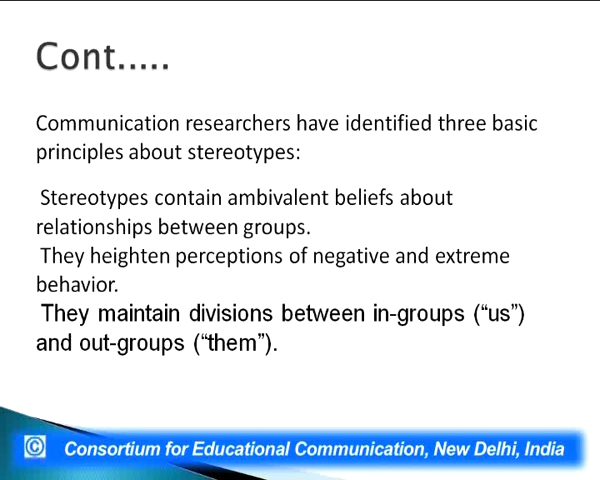 Cont.....
Communication researchers have identified three basic
principles about stereotypes:
Stereotypes contain ambivalent beliefs about
relationships between groups.
They heighten perceptions of negative and extreme
behavior.
They maintain divisions between in-groups (“us”)
and out-groups (“them”).
© Consortium for Educational Communication, New Delhi, India